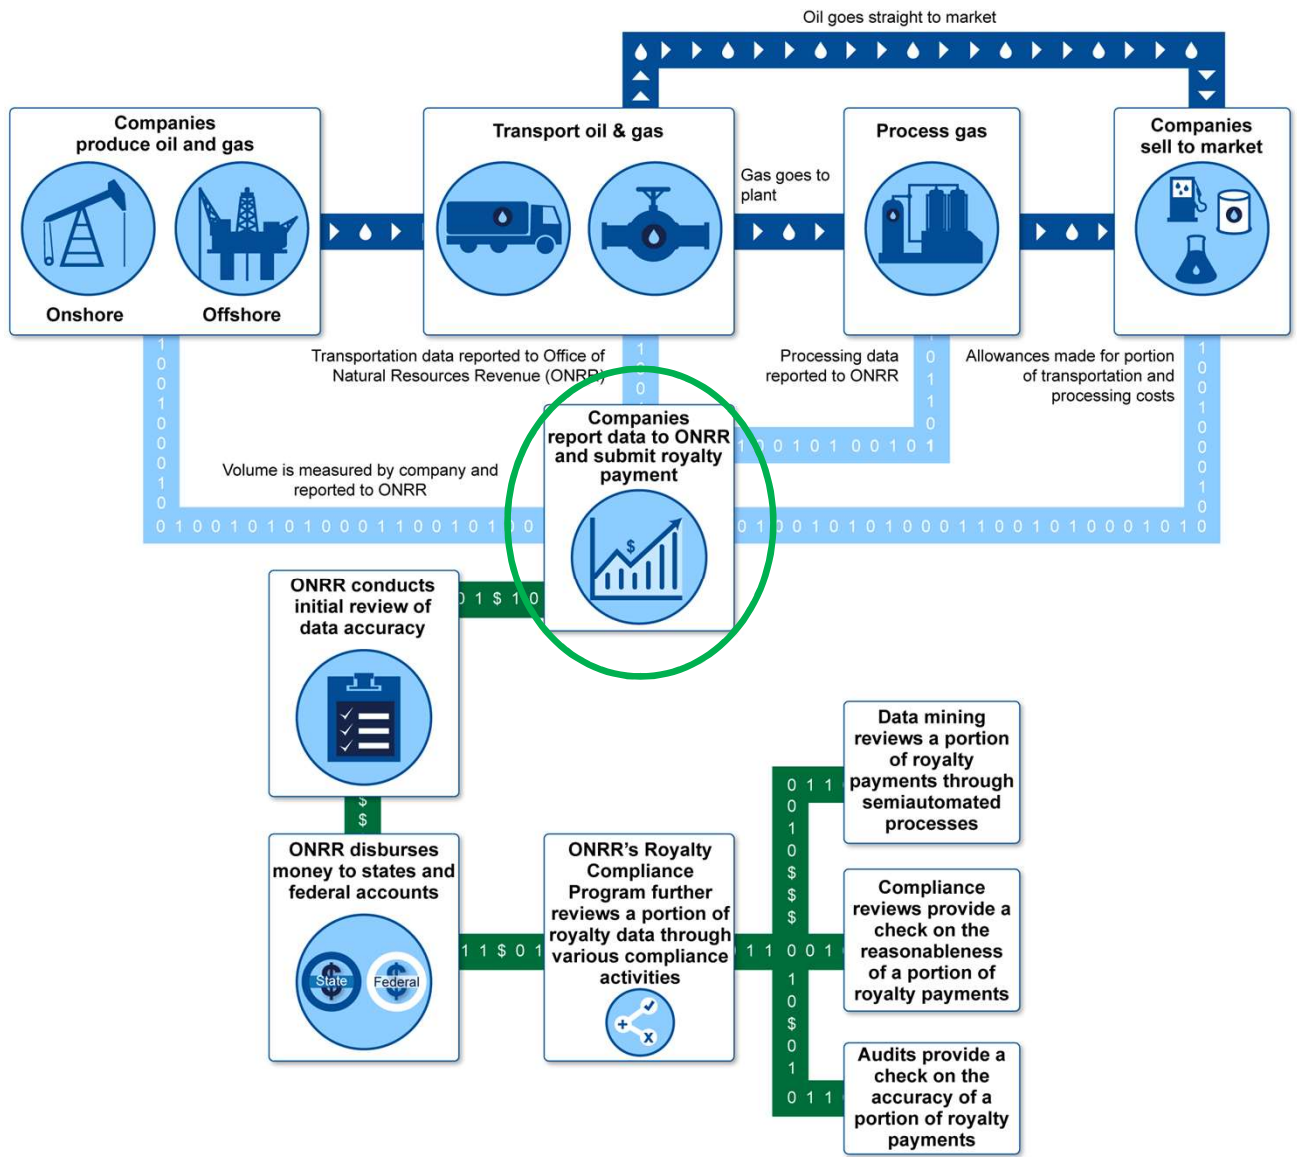 Oil goes straight to market
Companies
produce oil and gas
Onshore
Offshore
Transport oil & gas
Gas goes to
plant
Process gas
Companies
sell to market
Transportation data reported to Office of
Natural Resources Revenue (ONRR)
Processing data
reported to ONRR
Allowances made for portion
of transportation and
processing costs
Volume is measured by company and
reported to ONRR
Companies
report data to ONRR
and submit royalty
payment
$
ONRR conducts
initial review of
data accuracy
01$10
$
$
ONRR disburses
money to states and
federal accounts
State
Federal
11$01
ONRR's Royalty
Compliance
Program further
reviews a portion of
royalty data through
various compliance
activities
Data mining
reviews a portion
of royalty
payments through
semiautomated
processes
Compliance
reviews provide a
check on the
reasonableness
of a portion of
royalty payments
Audits provide a
check on the
accuracy of a
portion of royalty
payments